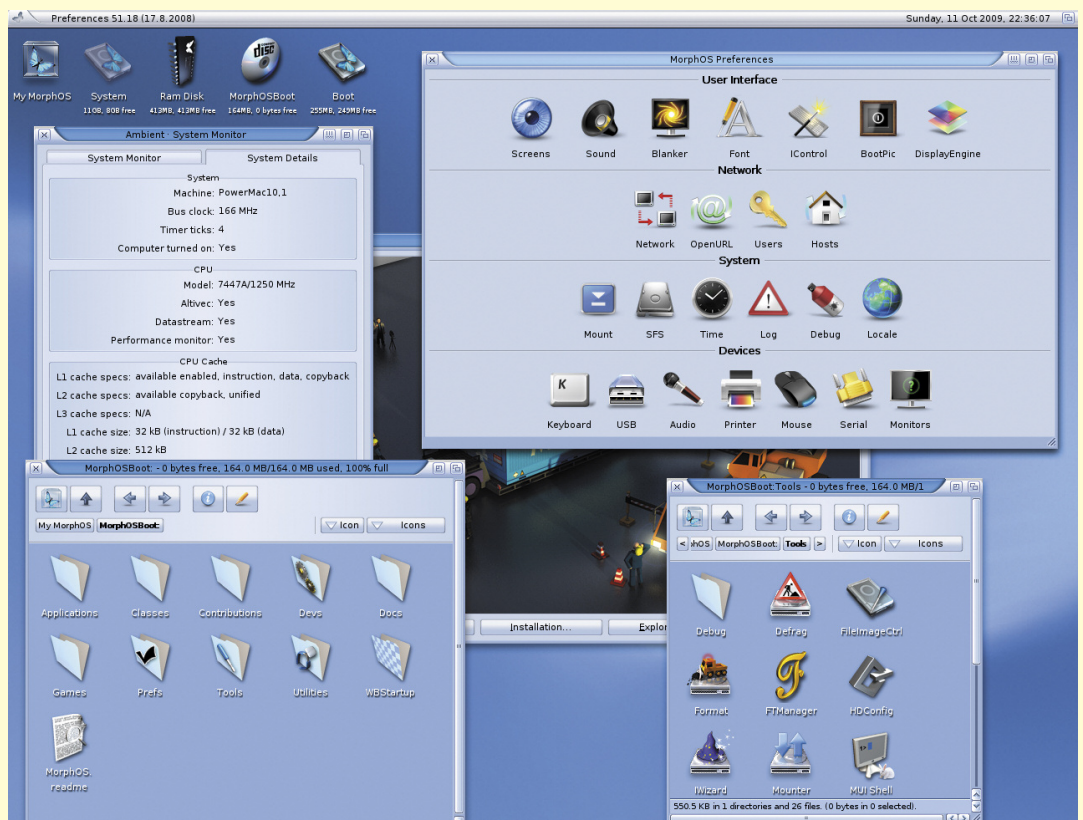 Preferences 51.18 (17.8.2008)
Sunday, 11 Oct 2009, 22:36:07
My MorphOS
System
11GB, 8GB free
Ram Disk
413MB, 413MB free
disc
MorphOSBoot
164MB, 0 bytes free
Boot
255MB, 249MB free
MorphOS Preferences
User Interface
Screens
Sound
Blanker
Font
IControl
BootPic
DisplayEngine
Network
Network
OpenURL
Users
Hosts
System
Mount
SFS
Time
Log
Debug
Locale
Devices
K
Keyboard
USB
Audio
Printer
Mouse
Serial
Monitors
Ambient · System Monitor
System Monitor
System Details
System
Machine: PowerMac10,1
Bus clock: 166 MHz
Timer ticks: 4
Computer turned on: Yes
CPU
Model: 7447A/1250 MHz
Altivec: Yes
Datastream: Yes
Performance monitor: Yes
CPU Cache
L1 cache specs: available enabled, instruction, data, copyback
L2 cache specs: available copyback, unified
L3 cache specs: N/A
L1 cache size: 32 kB (instruction) / 32 kB (data)
L2 cache size: 512 kB
MorphOSBoot: - 0 bytes free, 164.0 MB/164.0 MB used, 100% full
My MorphOS
MorphOSBoot:
Icon
Icons
Applications
Classes
Contributions
Devs
Docs
Games
Prefs
Tools
Utilities
WBStartup
MorphOS.
readme
Installation...
Explor
MorphOSBoot:Tools - 0 bytes free, 164.0 MB/1
<
hOS
MorphOSBoot:
Tools
>
Icon
Icons
Debug
Defrag
FileImageCtrl
Format
FTManager
HDConfig
IWizard
Mounter
MUI Shell
550.5 KB in 1 directories and 26 files. (0 bytes in 0 selected).